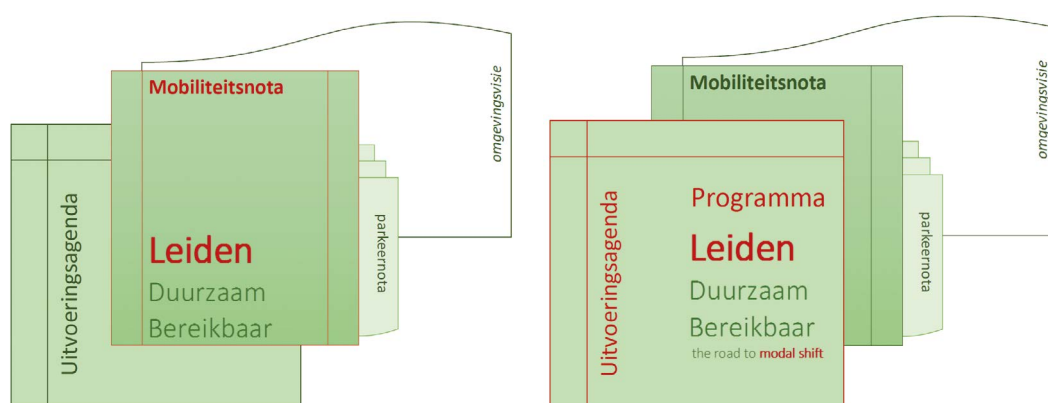 Mobiliteitsnota
omgevingsvisie
Uitvoeringsagenda
parkeernota
Leiden
Duurzaam
Bereikbaar
Mobiliteitsnota
omgevingsvisie
Uitvoeringsagenda
Programma
parkeernota
Leiden
Duurzaam
Bereikbaar
the road to modal shift